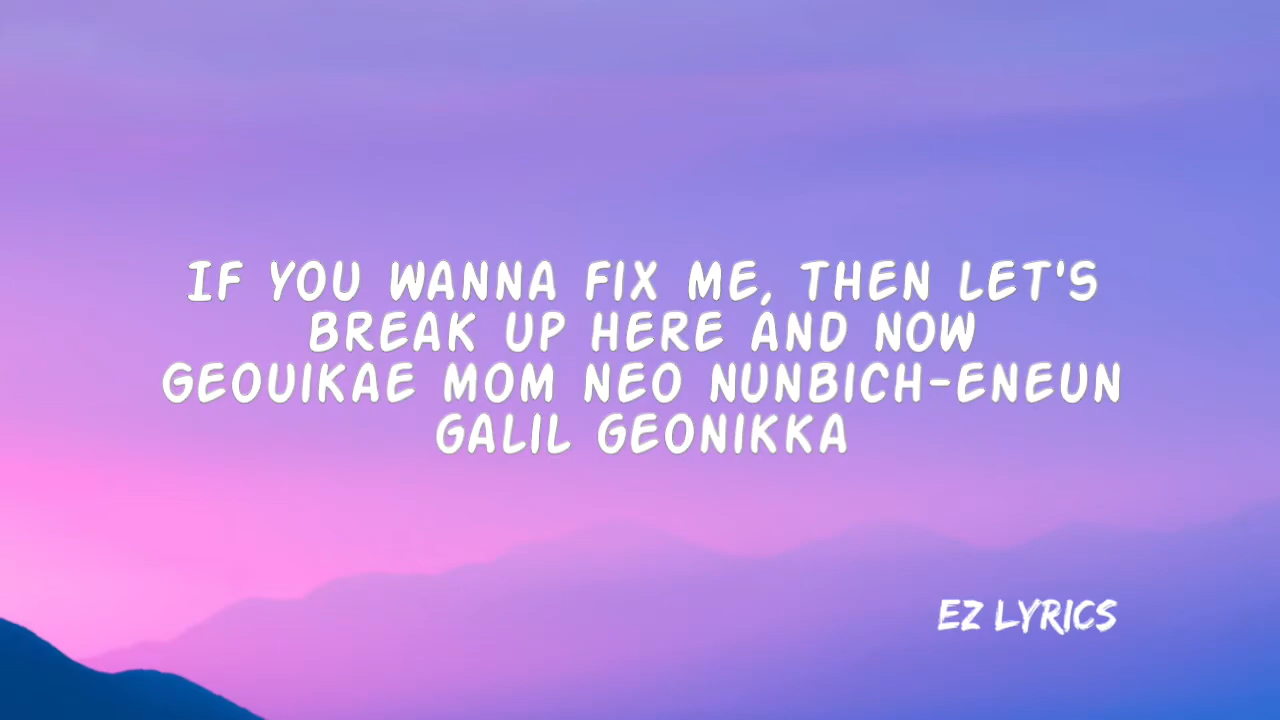 IF YOU WANNA FIX ME, THEN LET'S
BREAK UP HERE AND NOW
GEOUIKAE MOM NEO NUNBICH-ENEUN
GALIL GEONIKKA
EZ LYRICS